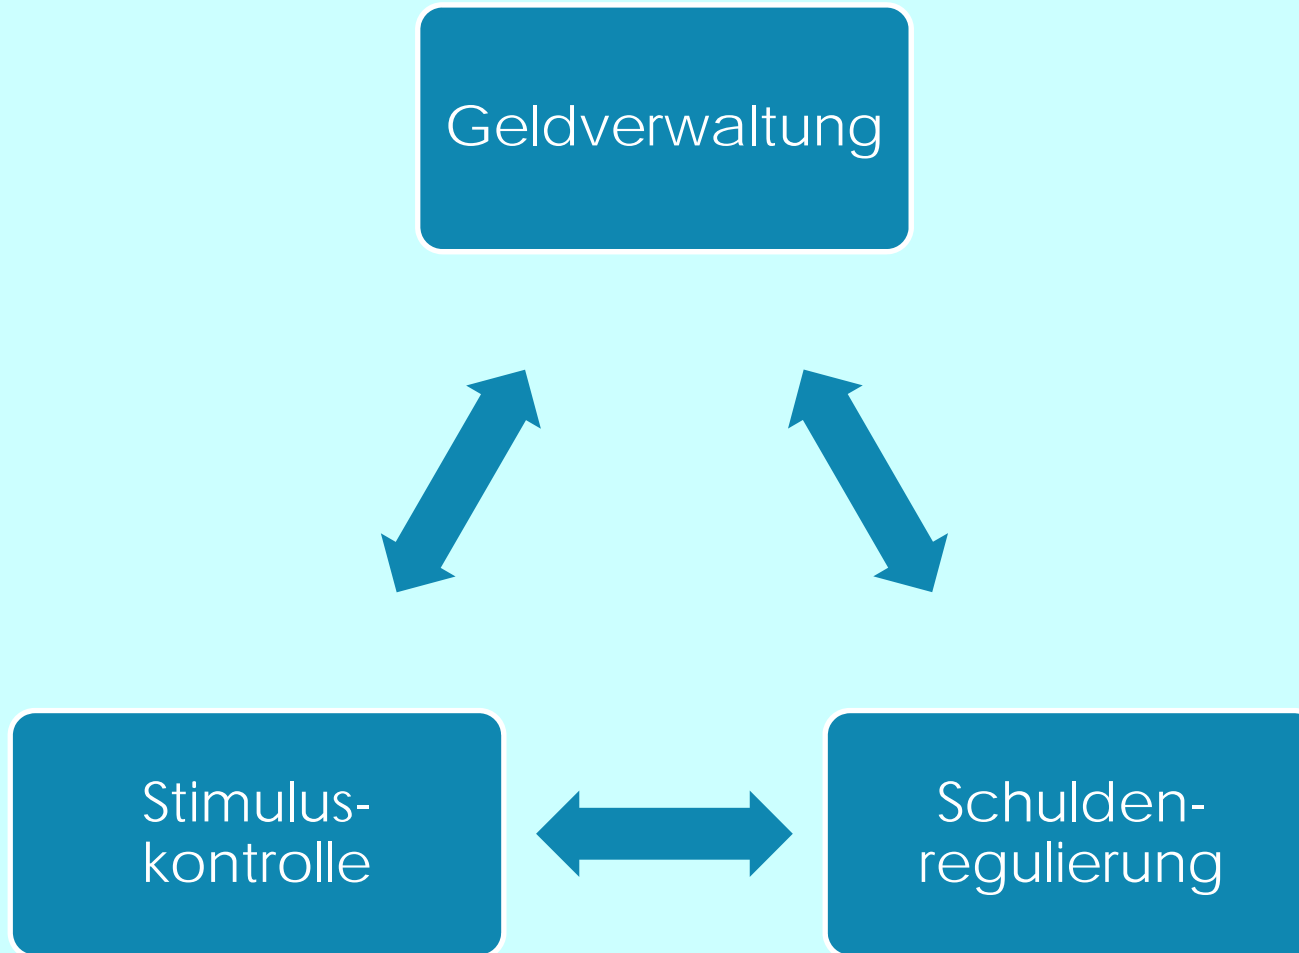 Geldverwaltung
Stimulus-
kontrolle
Schulden-
regulierung